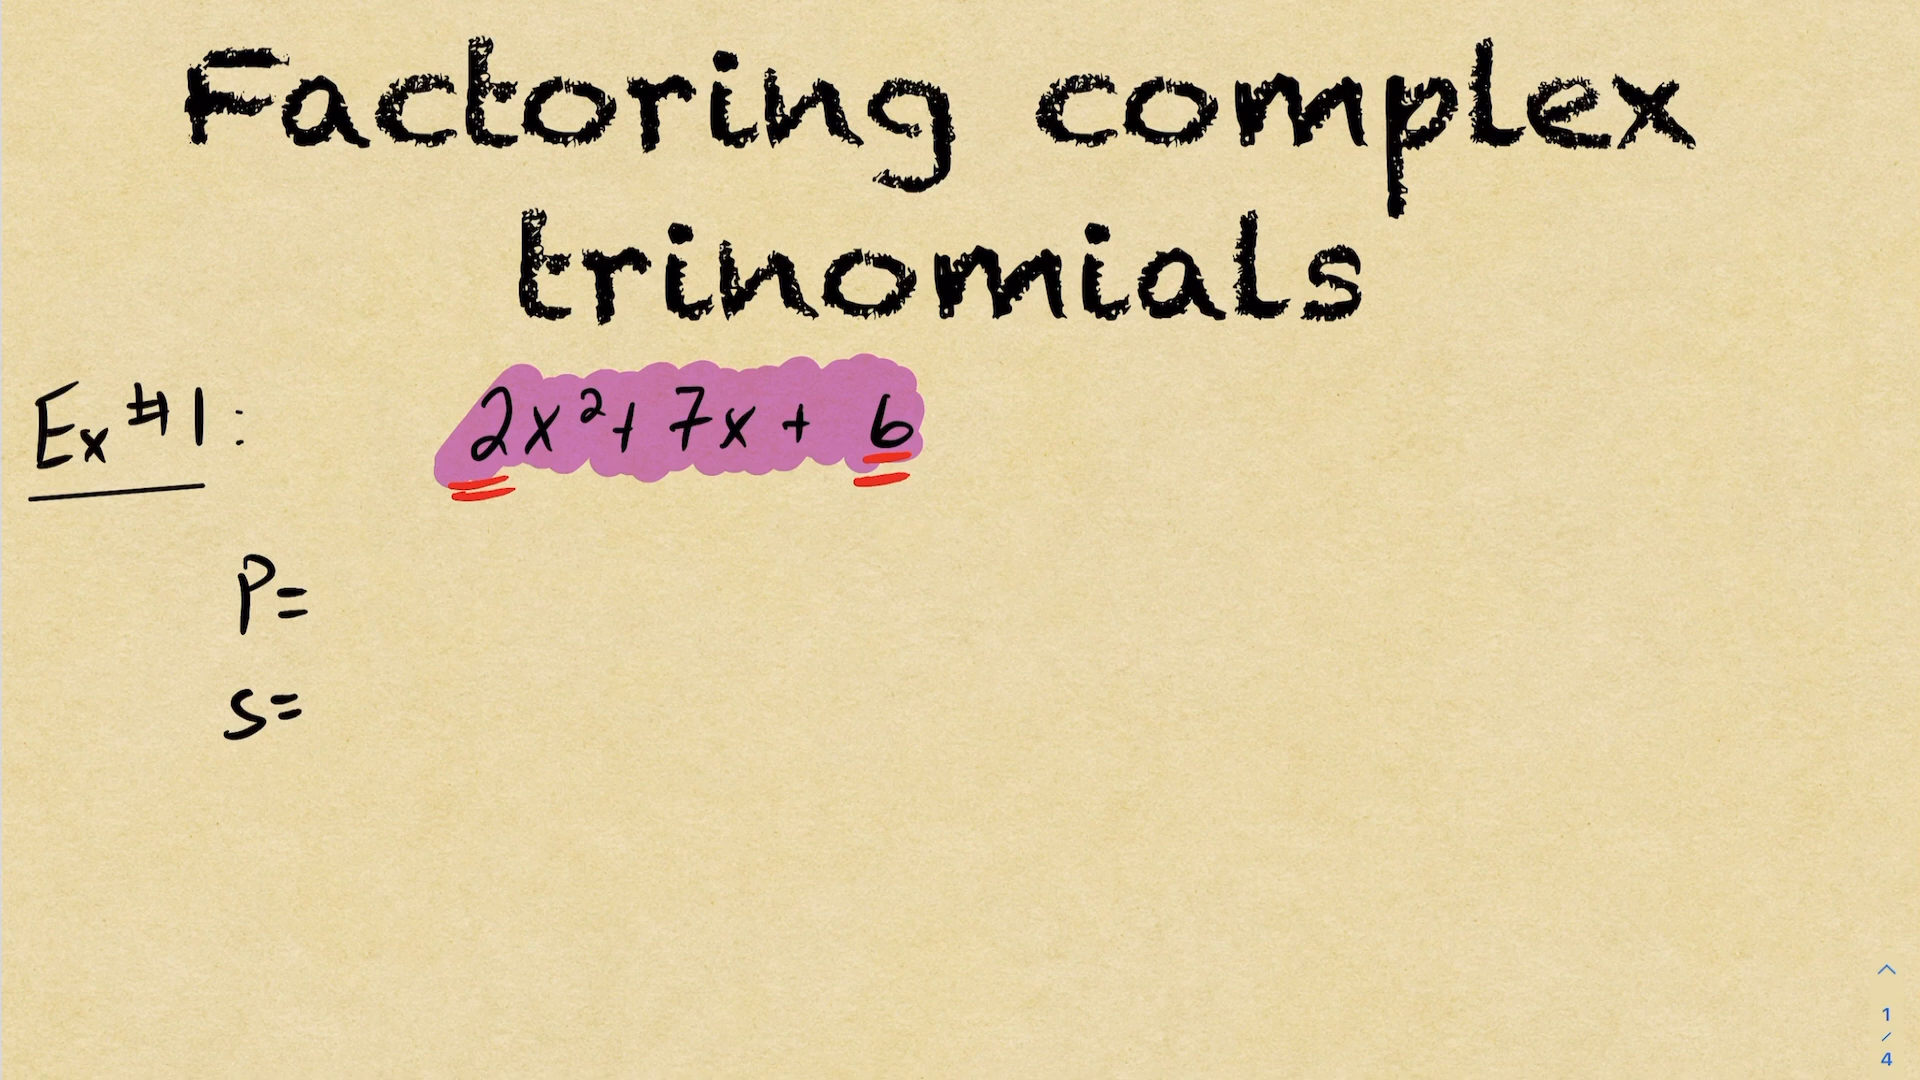 Factoring complex
trinomials
Ex #1: 2x²+ 7x + 6
P=
S=
1
/
4